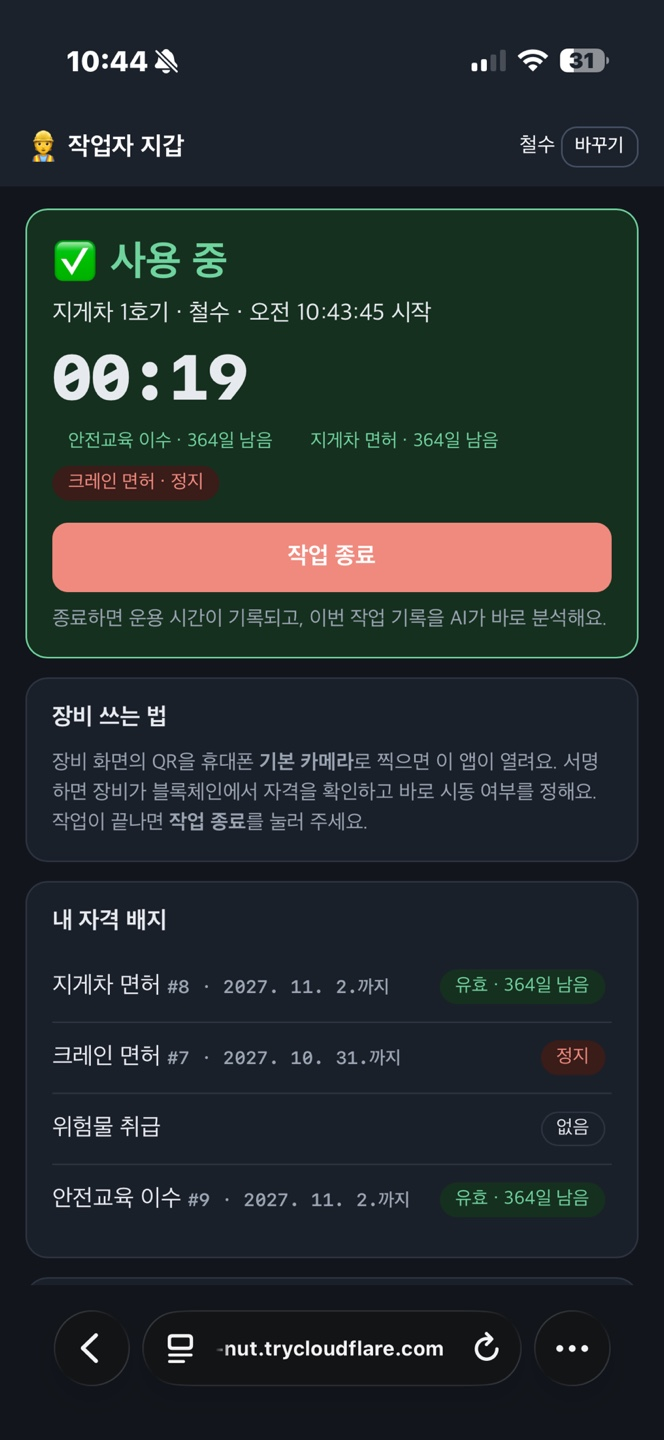 10:44
31
작업자 지갑
철수 바꾸기
사용 중
지게차 1호기 · 철수 · 오전 10:43:45 시작
00:19
안전교육 이수 · 364일 남음 지게차 면허 · 364일 남음
크레인 면허 · 정지
작업 종료
종료하면 운용 시간이 기록되고, 이번 작업 기록을 AI가 바로 분석해요.
장비 쓰는 법
장비 화면의 QR을 휴대폰 기본 카메라로 찍으면 이 앱이 열려요. 서명
하면 장비가 블록체인에서 자격을 확인하고 바로 시동 여부를 정해요.
작업이 끝나면 작업 종료를 눌러 주세요.
내 자격 배지
지게차 면허 #8 · 2027. 11. 2.까지 유효 · 364일 남음
크레인 면허 #7 · 2027. 10. 31.까지 정지
위험물 취급 없음
안전교육 이수 #9 · 2027. 11. 2.까지 유효 · 364일 남음
-nut.trycloudflare.com